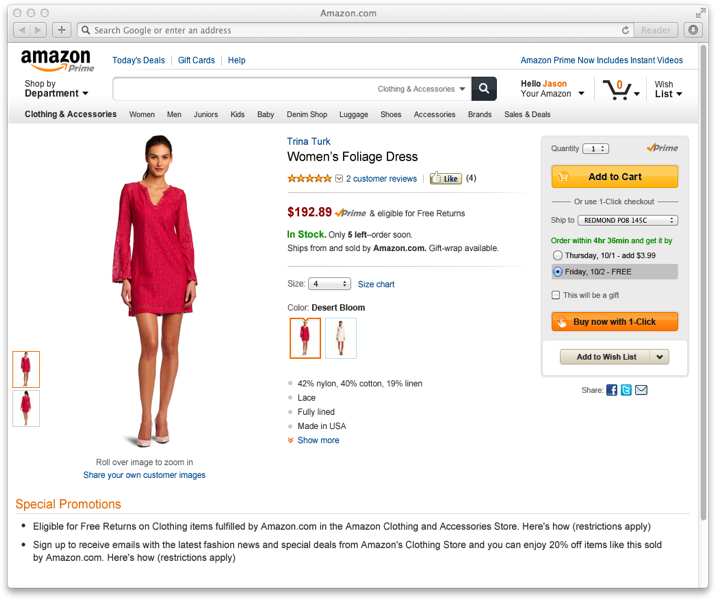 Amazon.com
Search Google or enter an address
Reader
amazon
Prime
Today's Deals
Gift Cards
Help
Amazon Prime Now Includes Instant Videos
Shop by
Department
Clothing & Accessories
Hello Jason
Your Amazon
0
Wish
List
Clothing & Accessories
Women
Men
Juniors
Kids
Baby
Denim Shop
Luggage
Shoes
Accessories
Brands
Sales & Deals
Trina Turk
Women's Foliage Dress
2 customer reviews
Like
(4)
$192.89 Prime & eligible for Free Returns
In Stock. Only 5 left–order soon.
Ships from and sold by Amazon.com. Gift-wrap available.
Size: 4 Size chart
Color: Desert Bloom
42% nylon, 40% cotton, 19% linen
Lace
Fully lined
Made in USA
Show more
Quantity 1
Prime
Add to Cart
Or use 1-Click checkout
Ship to REDMOND POB 145C
Order within 4hr 36min and get it by
Thursday, 10/1 - add $3.99
Friday, 10/2 - FREE
This will be a gift
Buy now with 1-Click
Add to Wish List
Share:
Roll over image to zoom in
Share your own customer images
Special Promotions
Eligible for Free Returns on Clothing items fulfilled by Amazon.com in the Amazon Clothing and Accessories Store. Here's how (restrictions apply)
Sign up to receive emails with the latest fashion news and special deals from Amazon's Clothing Store and you can enjoy 20% off items like this sold
by Amazon.com. Here's how (restrictions apply)